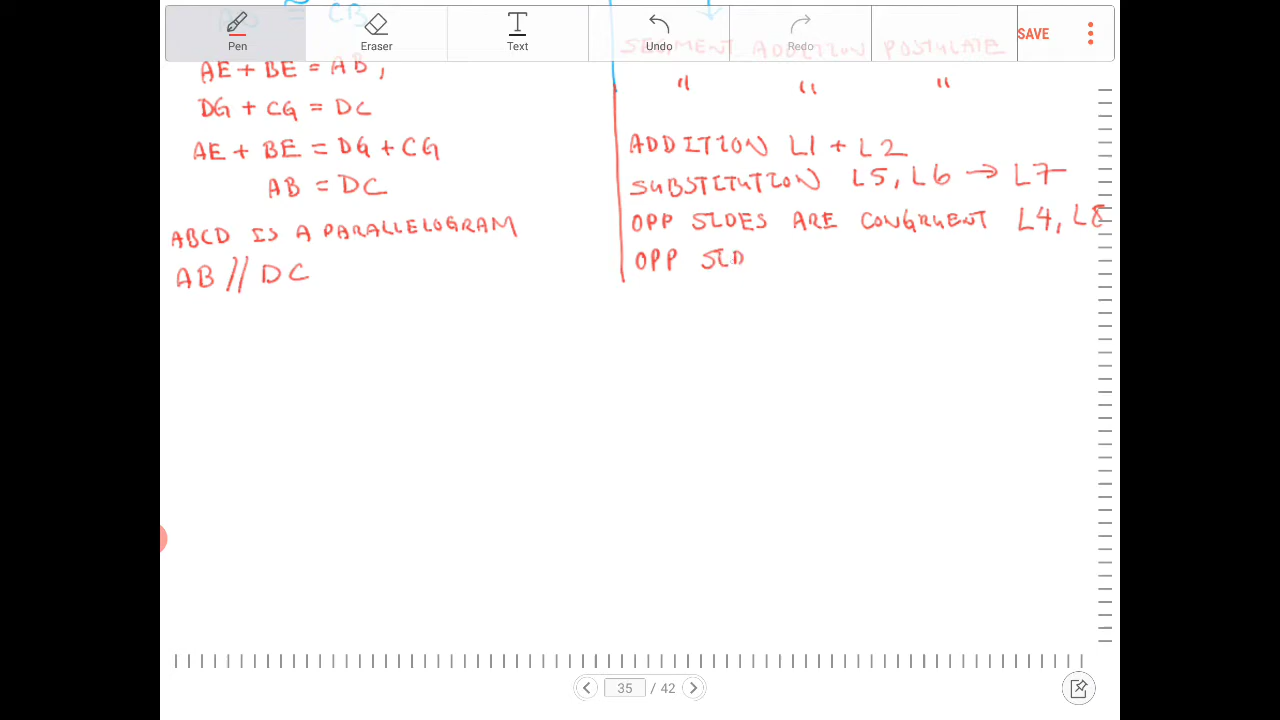 Pen Eraser Text Undo Redo SAVE
≅ CB
SEGMENT ADDITION POSTULATE
AE + BE = AB,
" " "
DG + CG = DC
AE + BE = DG + CG
ADDITION L1 + L2
AB = DC
SUBSTITUTION L5, L6 → L7
ABCD IS A PARALLELOGRAM
OPP SIDES ARE CONGRUENT L4, L8
AB // DC
OPP SID
35 / 42